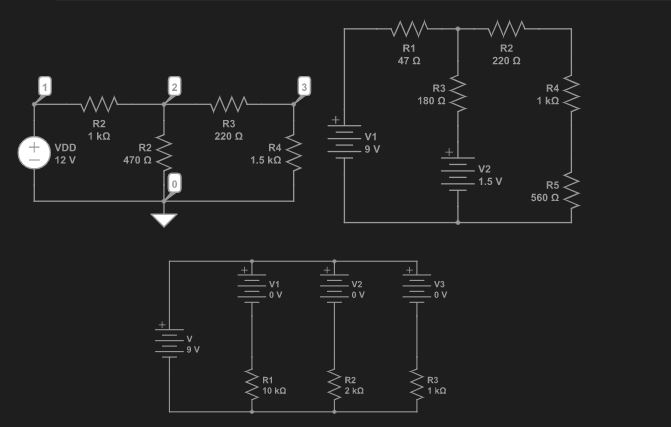 1
2
3
R2
1 kΩ
R3
220 Ω
VDD
12 V
R2
470 Ω
R4
1.5 kΩ
0
R1
47 Ω
R2
220 Ω
R3
180 Ω
R4
1 kΩ
+
V1
9 V
+
V2
1.5 V
R5
560 Ω
+
V1
0 V
+
V2
0 V
+
V3
0 V
+
V
9 V
R1
10 kΩ
R2
2 kΩ
R3
1 kΩ